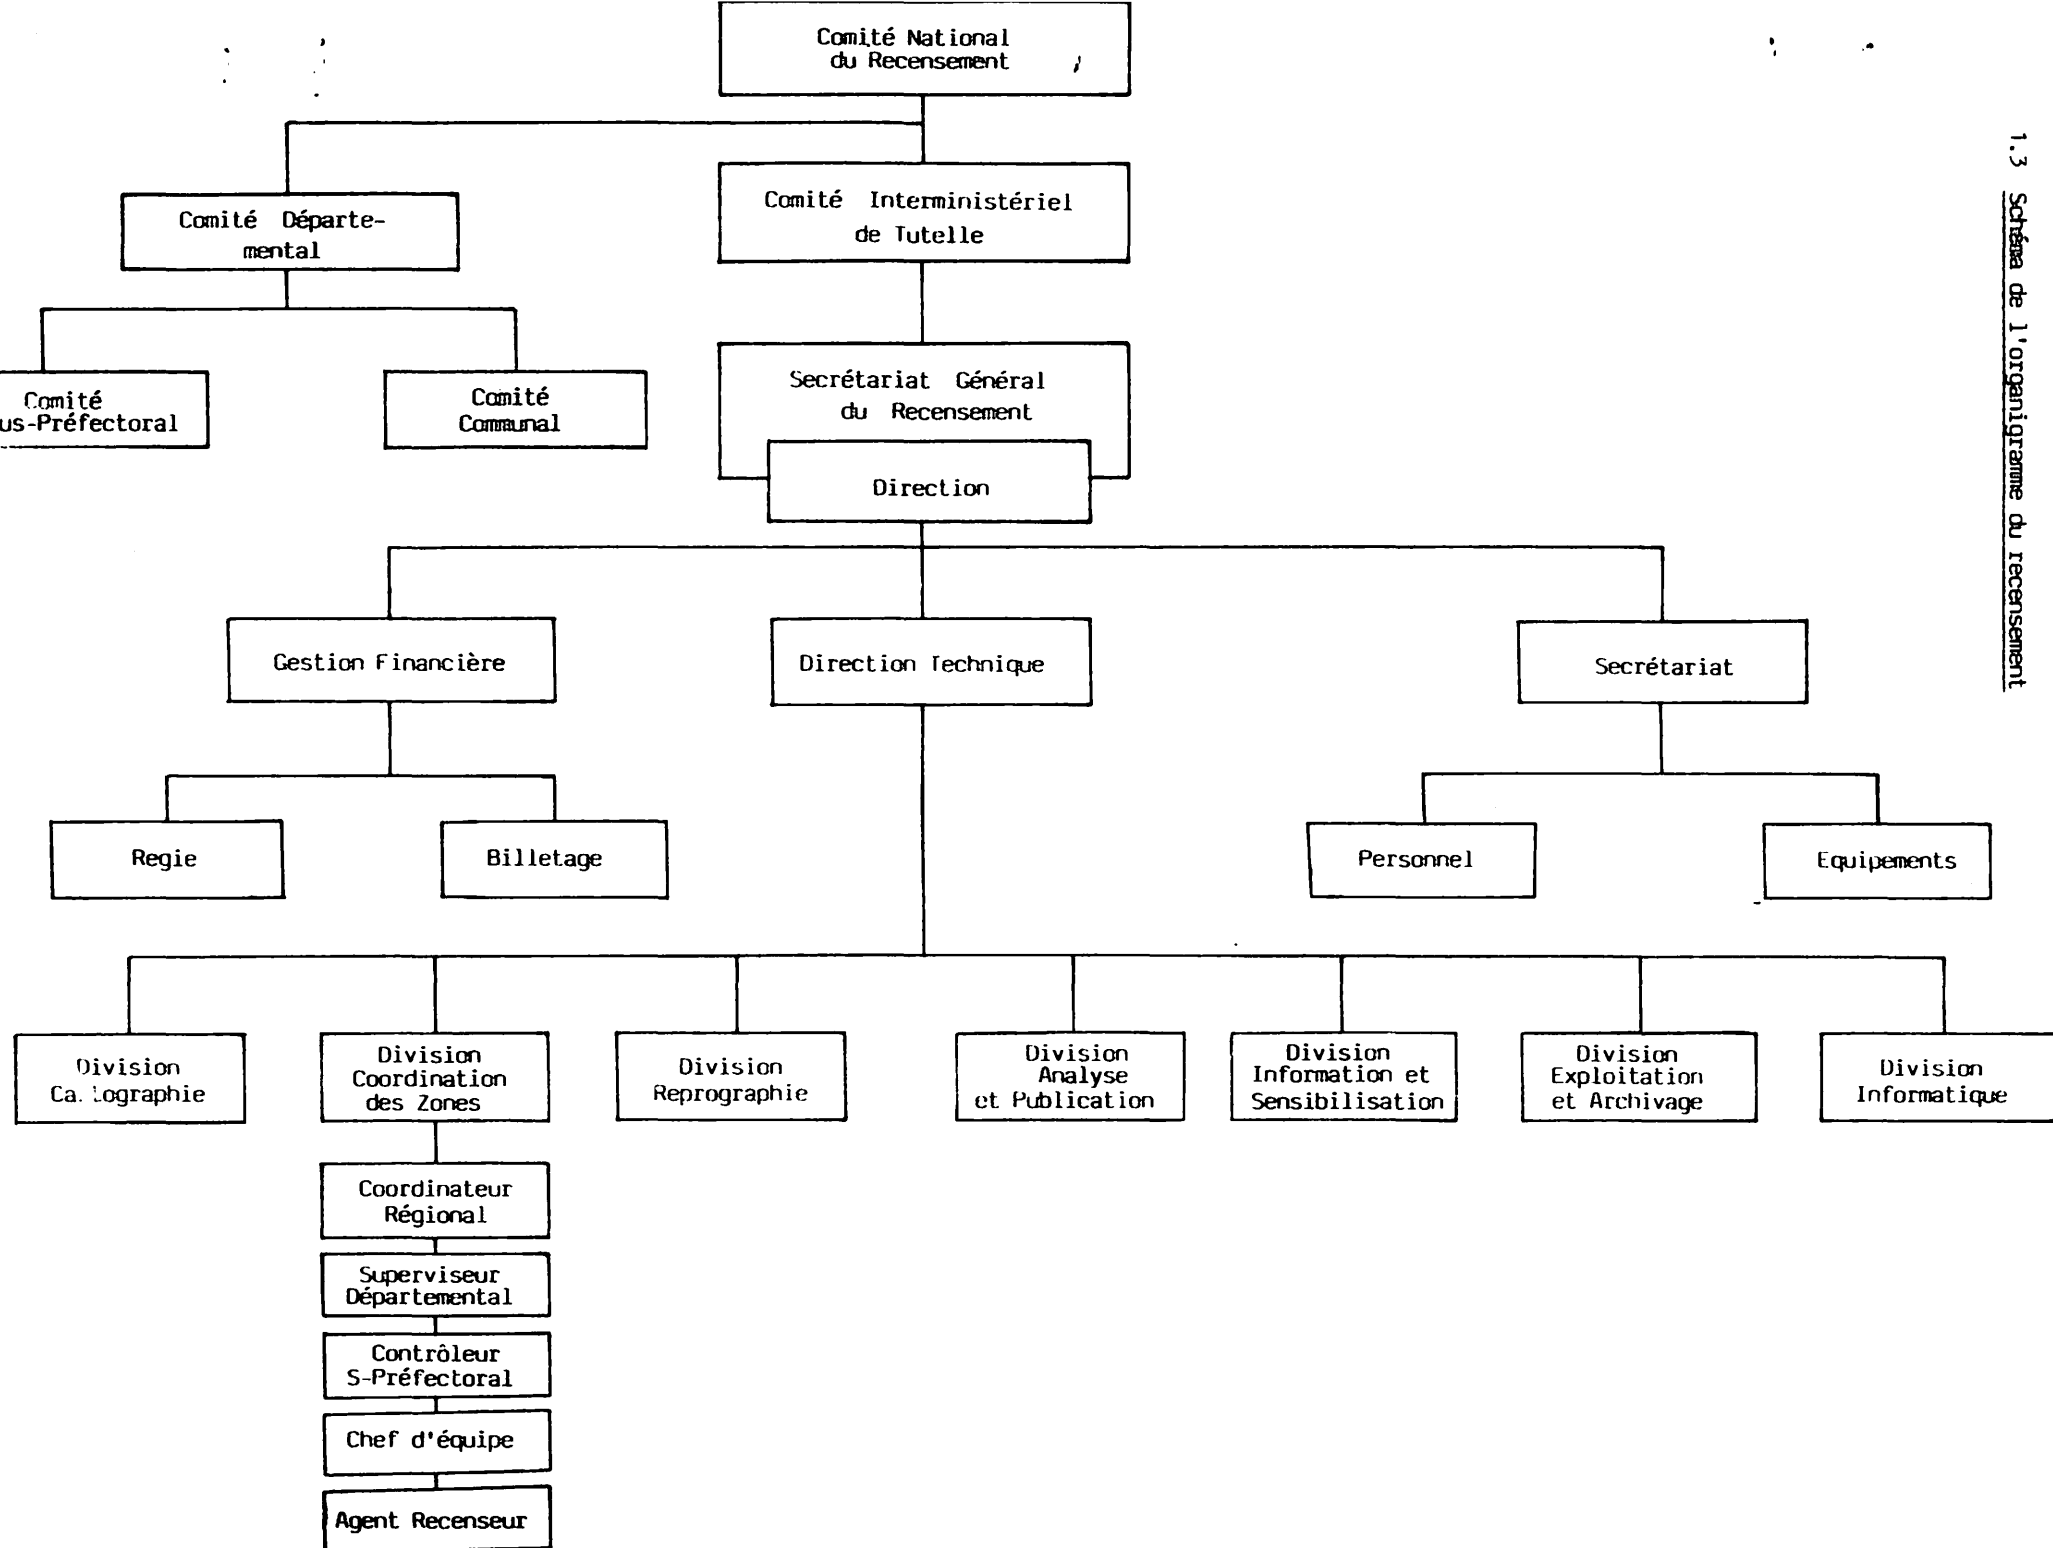 1.3 Schéma de l'organigramme du recensement
Comité National
du Recensement
Comité Départe-
mental
Comité Interministériel
de Tutelle
Comité
us-Préfectoral
Comité
Communal
Secrétariat Général
du Recensement
Direction
Gestion Financière
Direction Technique
Secrétariat
Regie
Billetage
Personnel
Equipements
Division
Division
Coordination
des Zones
Division
Reprographie
Division
Analyse
et Publication
Division
Information et
Sensibilisation
Division
Exploitation
et Archivage
Division
Informatique
Coordinateur
Régional
Superviseur
Départemental
Contrôleur
S-Préfectoral
Chef d'équipe
Agent Recenseur